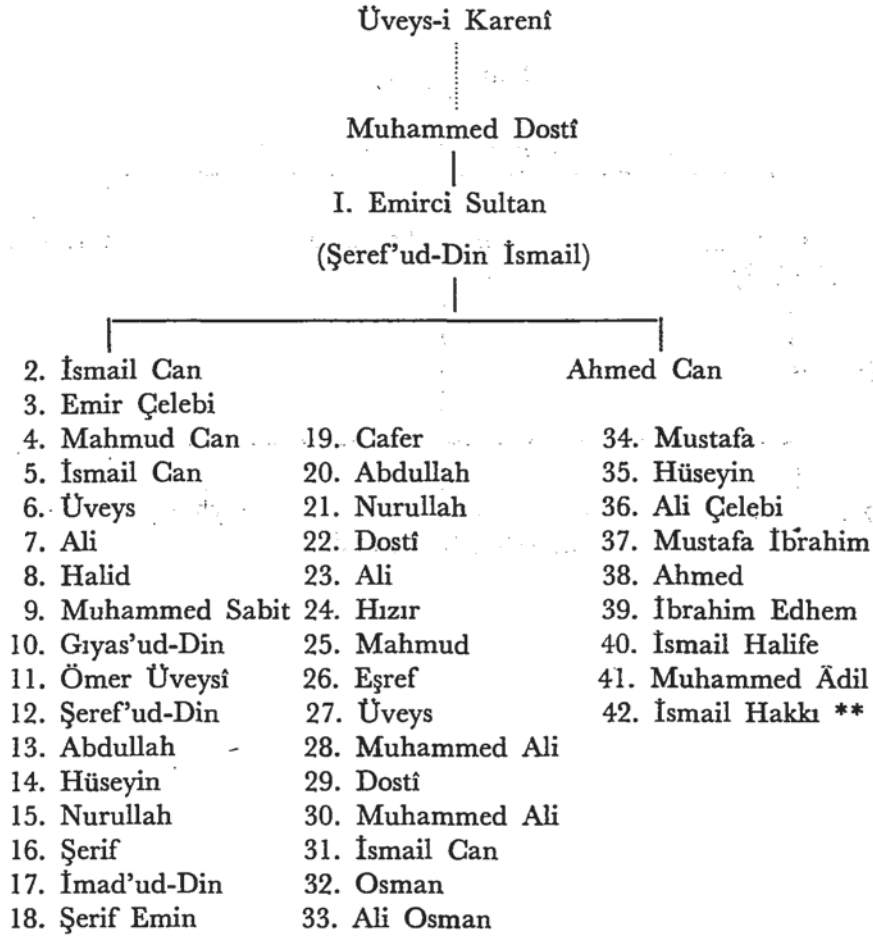 Üveys-i Karenî
Muhammed Dostî
I. Emirci Sultan
(Şeref'ud-Din İsmail)
2. İsmail Can
Ahmed Can
3. Emir Çelebi
4. Mahmud Can
5. İsmail Can
6. Üveys
7. Ali
8. Halid
9. Muhammed Sabit
10. Gıyas'ud-Din
11. Ömer Üveysî
12. Şeref'ud-Din
13. Abdullah
14. Hüseyin
15. Nurullah
16. Şerif
17. İmad'ud-Din
18. Şerif Emin
19. Cafer
20. Abdullah
21. Nurullah
22. Dostî
23. Ali
24. Hızır
25. Mahmud
26. Eşref
27. Üveys
28. Muhammed Ali
29. Dostî
30. Muhammed Ali
31. İsmail Can
32. Osman
33. Ali Osman
34. Mustafa
35. Hüseyin
36. Ali Çelebi
37. Mustafa İbrahim
38. Ahmed
39. İbrahim Edhem
40. İsmail Halife
41. Muhammed Âdil
42. İsmail Hakkı **